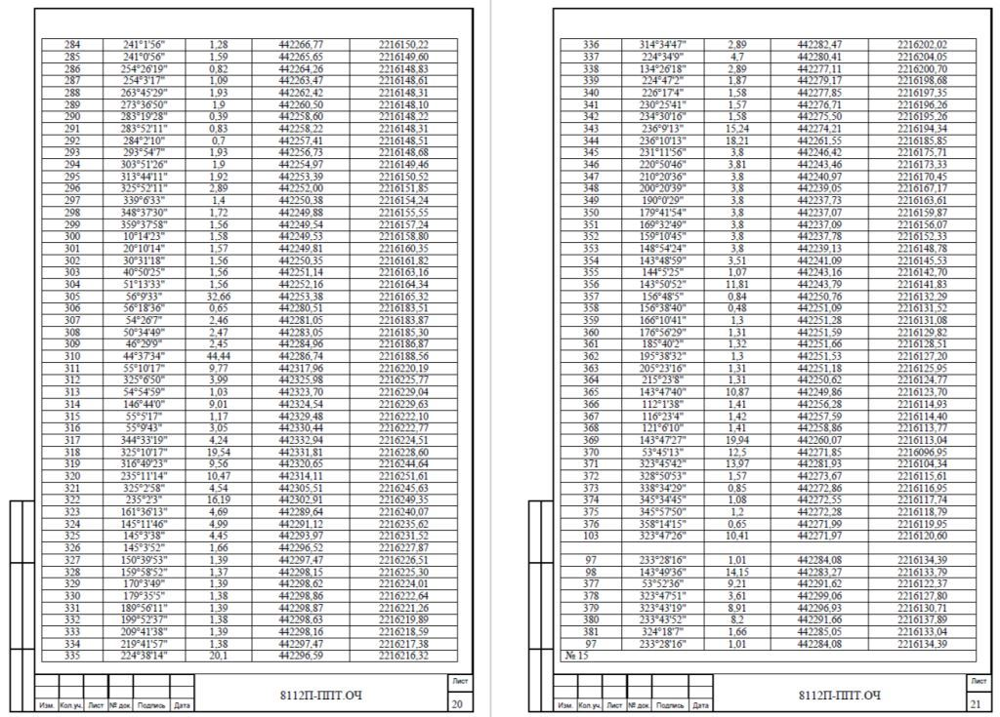 284 241°1'56" 1,28 442266,77 2216150,22
285 241°0'56" 1,59 442265,65 2216149,60
286 254°26'19" 0,82 442264,26 2216148,83
287 254°3'17" 1,09 442263,47 2216148,61
288 263°45'29" 1,93 442262,42 2216148,31
289 273°36'50" 1,9 442260,50 2216148,10
290 283°19'28" 0,39 442258,60 2216148,22
291 283°52'11" 0,83 442258,22 2216148,31
292 284°2'10" 0,7 442257,41 2216148,51
293 293°54'7" 1,93 442256,73 2216148,68
294 303°51'26" 1,9 442254,97 2216149,46
295 313°44'11" 1,92 442253,39 2216150,52
296 325°52'11" 2,89 442252,00 2216151,85
297 339°6'33" 1,4 442250,38 2216154,24
298 348°37'30" 1,72 442249,88 2216155,55
299 359°37'58" 1,56 442249,54 2216157,24
300 10°14'23" 1,58 442249,53 2216158,80
301 20°10'14" 1,57 442249,81 2216160,35
302 30°31'18" 1,56 442250,35 2216161,82
303 40°50'25" 1,56 442251,14 2216163,16
304 51°13'33" 1,56 442252,16 2216164,34
305 56°9'33" 32,66 442253,38 2216165,32
306 56°18'36" 0,65 442280,51 2216183,51
307 54°26'7" 2,46 442281,05 2216183,87
308 50°34'49" 2,47 442283,05 2216185,30
309 46°29'9" 2,45 442284,96 2216186,87
310 44°37'34" 44,44 442286,74 2216188,56
311 55°10'17" 9,77 442317,96 2216220,19
312 325°6'50" 3,99 442325,98 2216225,77
313 54°54'59" 1,03 442323,70 2216229,04
314 146°44'0" 9,01 442324,54 2216229,63
315 55°5'17" 1,17 442329,48 2216222,10
316 55°9'43" 3,05 442330,44 2216222,77
317 344°33'19" 4,24 442332,94 2216224,51
318 325°10'17" 19,54 442331,81 2216228,60
319 316°49'23" 9,56 442320,65 2216244,64
320 235°11'14" 10,47 442314,11 2216251,61
321 325°2'58" 4,54 442305,51 2216245,63
322 235°2'3" 16,19 442302,91 2216249,35
323 161°36'13" 4,69 442289,64 2216240,07
324 145°11'46" 4,99 442291,12 2216235,62
325 145°3'38" 4,45 442293,97 2216231,52
326 145°3'52" 1,66 442296,52 2216227,87
327 150°39'53" 1,39 442297,47 2216226,51
328 159°58'52" 1,37 442298,15 2216225,30
329 170°3'49" 1,39 442298,62 2216224,01
330 179°35'5" 1,38 442298,86 2216222,64
331 189°56'11" 1,39 442298,87 2216221,26
332 199°52'37" 1,38 442298,63 2216219,89
333 209°41'38" 1,39 442298,16 2216218,59
334 219°41'57" 1,38 442297,47 2216217,38
335 224°38'14" 20,1 442296,59 2216216,32
Изм. Кол.уч. Лист № док. Подпись Дата
8112П-ППТ.ОЧ
Лист
20
336 314°34'47" 2,89 442282,47 2216202,02
337 224°34'9" 4,7 442280,41 2216204,05
338 134°26'18" 2,89 442277,11 2216200,70
339 224°47'2" 1,87 442279,17 2216198,68
340 226°17'4" 1,58 442277,85 2216197,35
341 230°25'41" 1,57 442276,71 2216196,26
342 234°30'16" 1,58 442275,50 2216195,26
343 236°9'13" 15,24 442274,21 2216194,34
344 236°10'13" 18,21 442261,55 2216185,85
345 231°11'56" 3,8 442246,42 2216175,71
346 220°50'46" 3,81 442243,46 2216173,33
347 210°20'36" 3,8 442240,97 2216170,45
348 200°20'39" 3,8 442239,05 2216167,17
349 190°0'29" 3,8 442237,73 2216163,61
350 179°41'54" 3,8 442237,07 2216159,87
351 169°32'49" 3,8 442237,09 2216156,07
352 159°10'45" 3,8 442237,78 2216152,33
353 148°54'24" 3,8 442239,13 2216148,78
354 143°48'59" 3,51 442241,09 2216145,53
355 144°5'25" 1,07 442243,16 2216142,70
356 143°50'52" 11,81 442243,79 2216141,83
357 156°48'5" 0,84 442250,76 2216132,29
358 156°38'40" 0,48 442251,09 2216131,52
359 166°10'41" 1,3 442251,28 2216131,08
360 176°56'29" 1,31 442251,59 2216129,82
361 185°40'2" 1,32 442251,66 2216128,51
362 195°38'32" 1,3 442251,53 2216127,20
363 205°23'16" 1,31 442251,18 2216125,95
364 215°23'8" 1,31 442250,62 2216124,77
365 143°47'40" 10,87 442249,86 2216123,70
366 112°1'38" 1,41 442256,28 2216114,93
367 116°23'4" 1,42 442257,59 2216114,40
368 121°6'10" 1,41 442258,86 2216113,77
369 143°47'27" 19,94 442260,07 2216113,04
370 53°45'13" 12,5 442271,85 2216096,95
371 323°45'42" 13,97 442281,93 2216104,34
372 328°50'53" 1,57 442273,67 2216115,61
373 338°34'29" 0,85 442272,86 2216116,95
374 345°34'45" 1,08 442272,55 2216117,74
375 345°57'50" 1,2 442272,28 2216118,79
376 358°14'15" 0,65 442271,99 2216119,95
103 323°47'26" 10,41 442271,97 2216120,60
97 233°28'16" 1,01 442284,08 2216134,39
98 143°49'36" 14,15 442283,27 2216133,79
377 53°52'36" 9,21 442291,62 2216122,37
378 323°47'51" 3,61 442299,06 2216127,80
379 323°43'19" 8,91 442296,93 2216130,71
380 233°43'52" 8,2 442291,66 2216137,89
381 324°18'7" 1,66 442285,05 2216133,04
97 233°28'16" 1,01 442284,08 2216134,39
№ 15
Изм. Кол.уч. Лист № док. Подпись Дата
8112П-ППТ.ОЧ
Лист
21